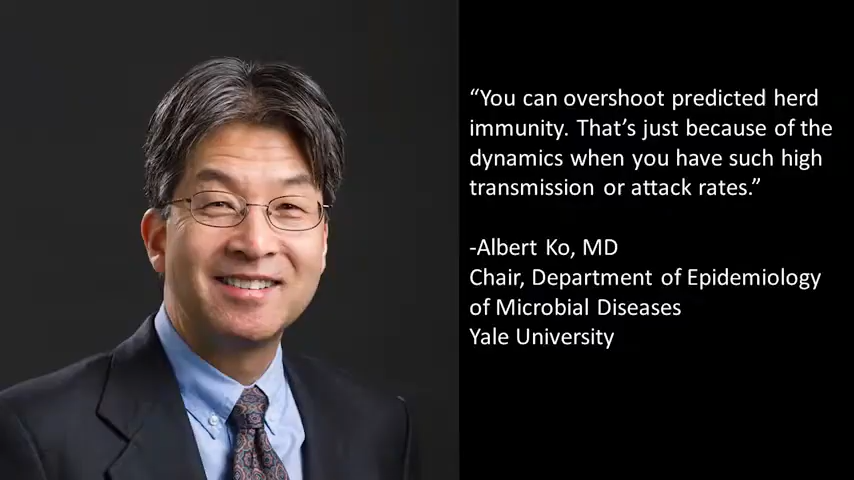 “You can overshoot predicted herd
immunity. That’s just because of the
dynamics when you have such high
transmission or attack rates.”
-Albert Ko, MD
Chair, Department of Epidemiology
of Microbial Diseases
Yale University